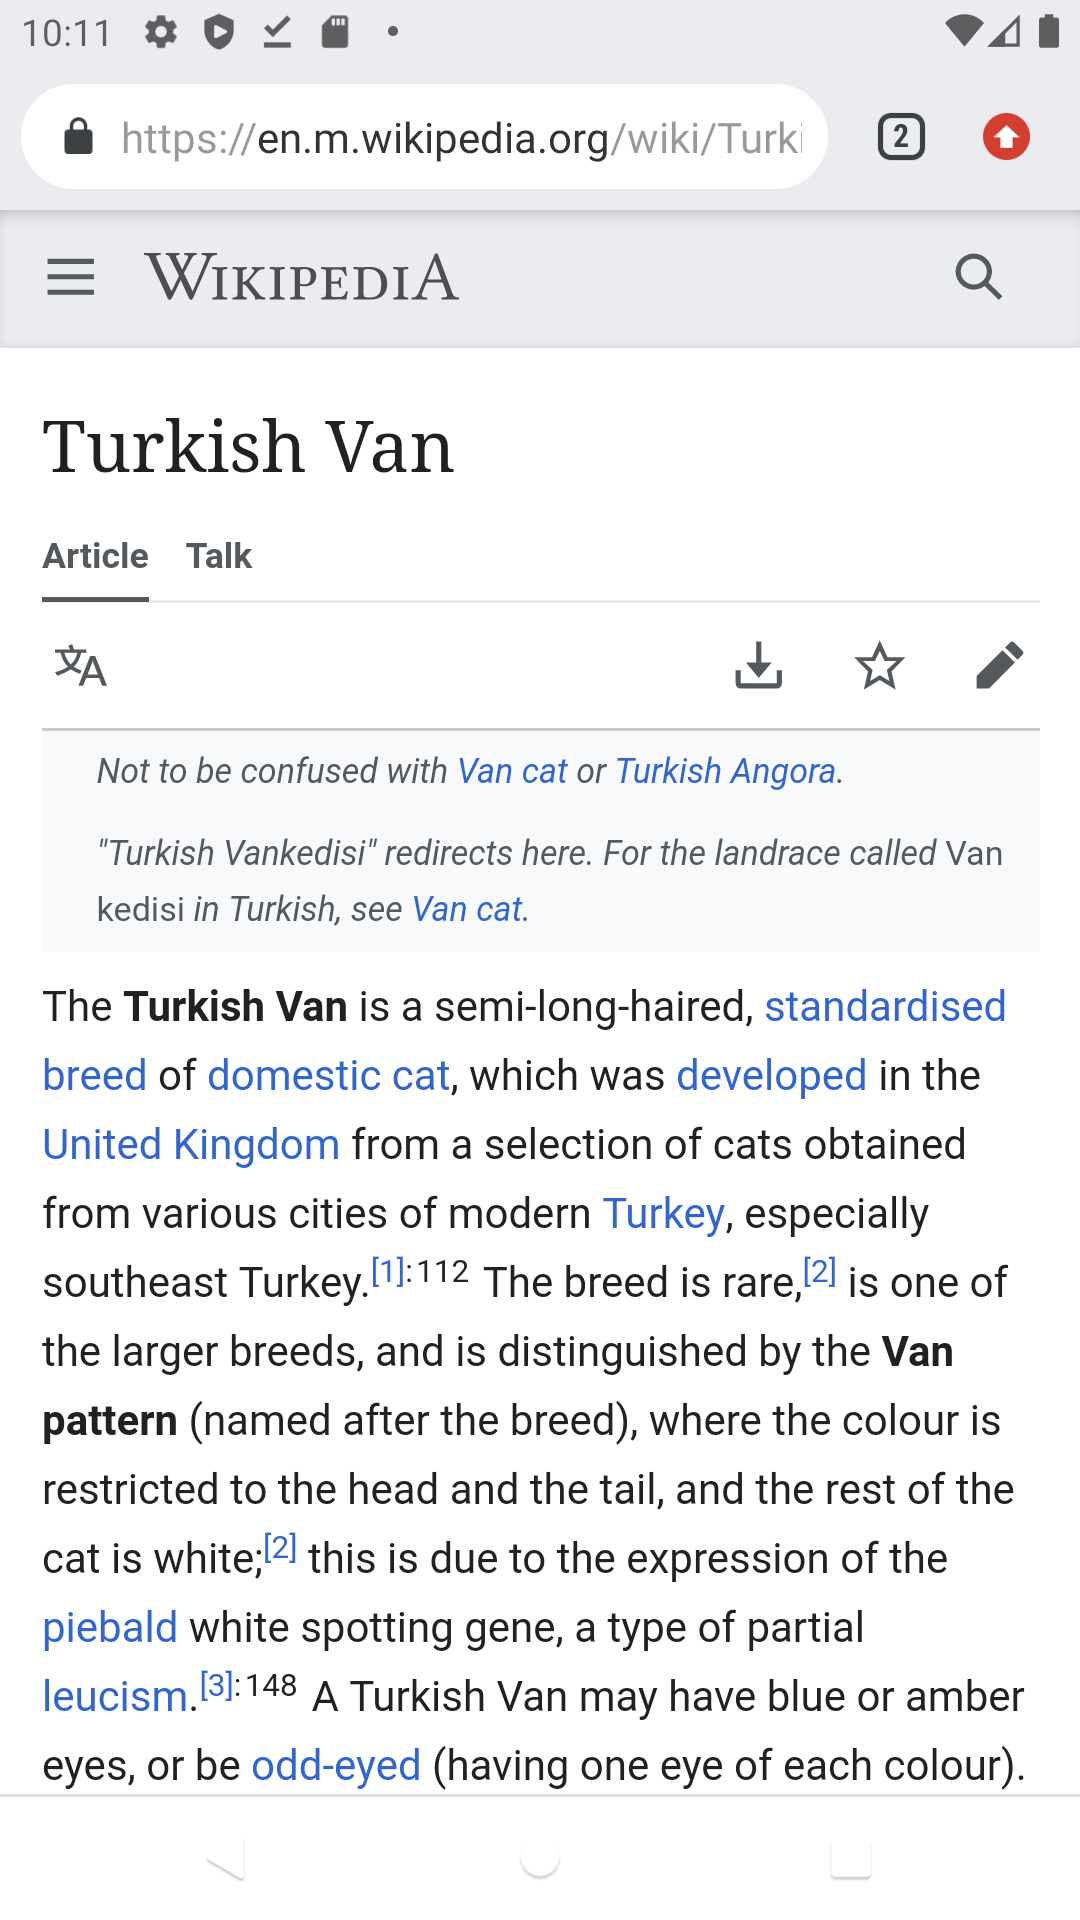 10:11
https://en.m.wikipedia.org/wiki/Turki
2
WIKIPEDIA
Turkish Van
Article Talk
文A
Not to be confused with Van cat or Turkish Angora.
"Turkish Vankedisi" redirects here. For the landrace called Van
kedisi in Turkish, see Van cat.
The Turkish Van is a semi-long-haired, standardised
breed of domestic cat, which was developed in the
United Kingdom from a selection of cats obtained
from various cities of modern Turkey, especially
southeast Turkey.[1]:112 The breed is rare,[2] is one of
the larger breeds, and is distinguished by the Van
pattern (named after the breed), where the colour is
restricted to the head and the tail, and the rest of the
cat is white;[2] this is due to the expression of the
piebald white spotting gene, a type of partial
leucism.[3]:148 A Turkish Van may have blue or amber
eyes, or be odd-eyed (having one eye of each colour).